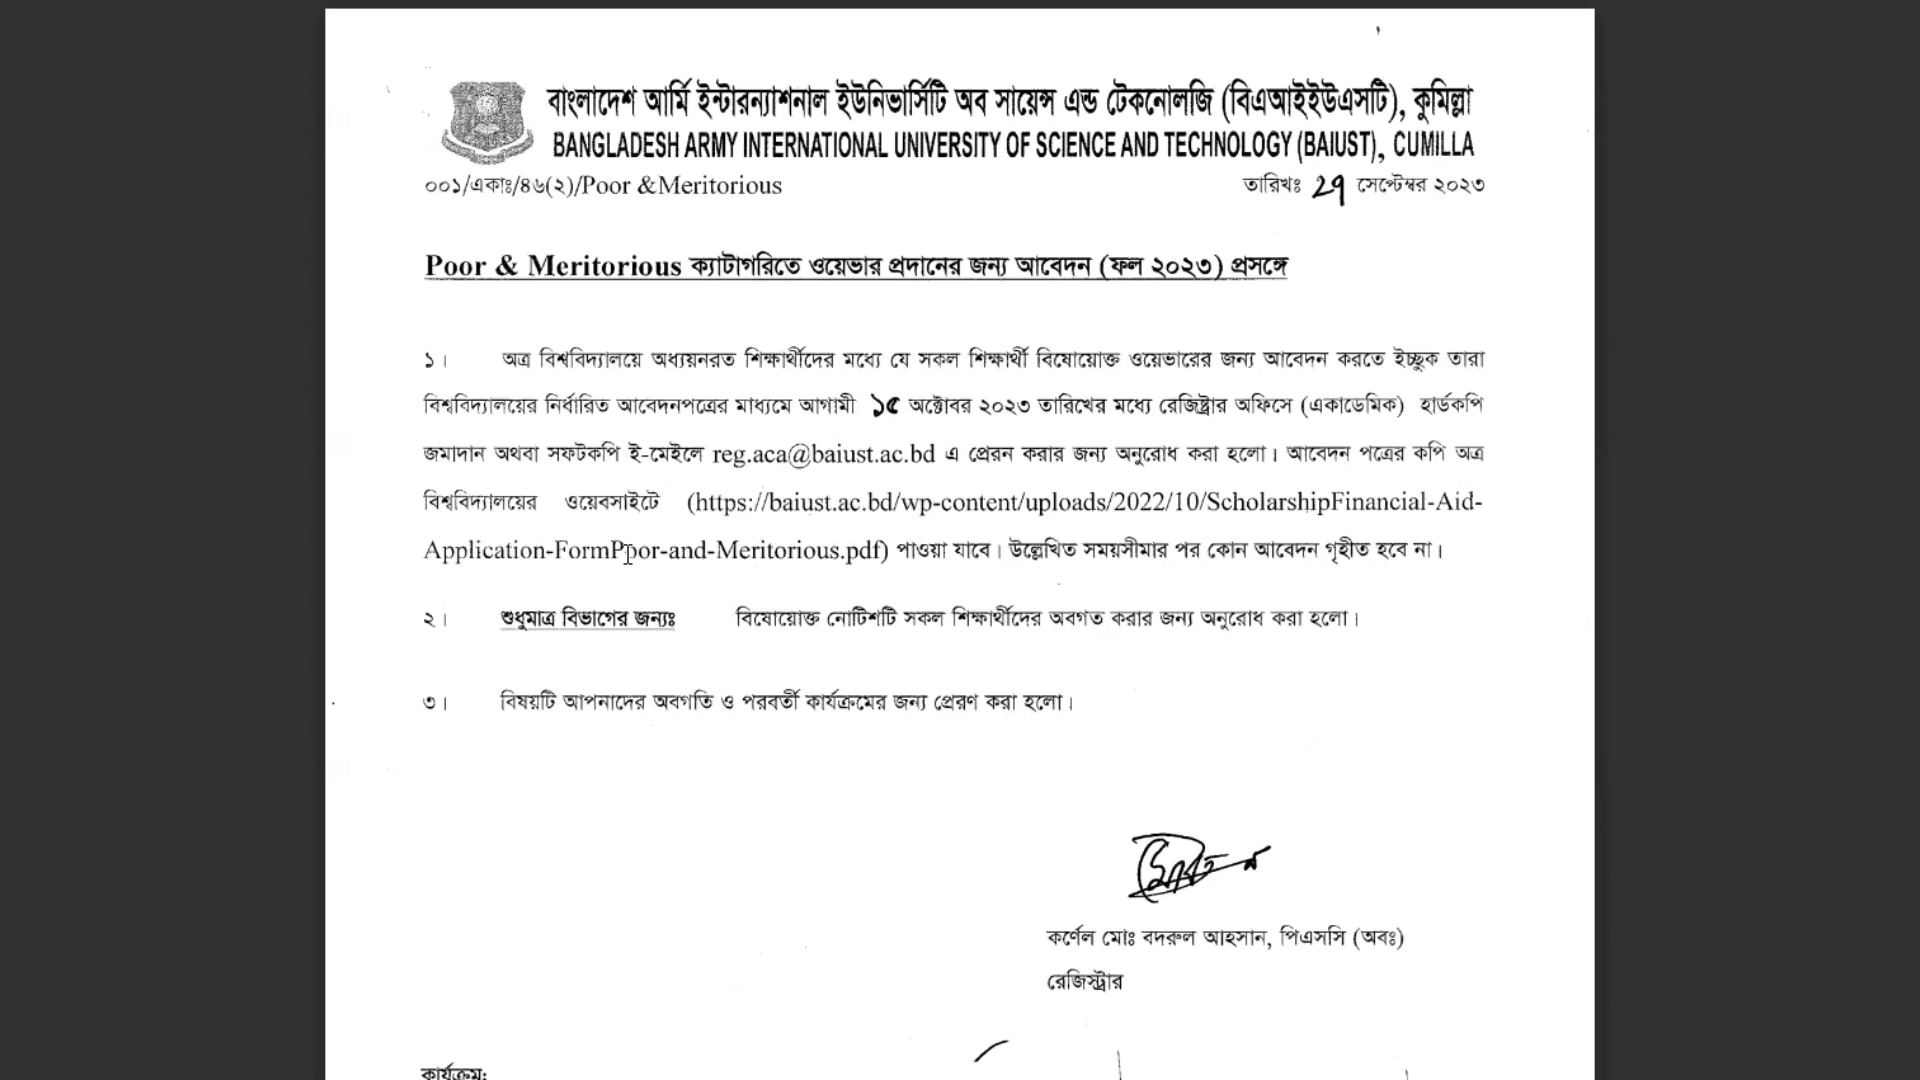 বাংলাদেশ আর্মি ইন্টারন্যাশনাল ইউনিভার্সিটি অব সায়েন্স এন্ড টেকনোলজি (বিএআইইউএসটি), কুমিল্লা
BANGLADESH ARMY INTERNATIONAL UNIVERSITY OF SCIENCE AND TECHNOLOGY (BAIUST), CUMILLA
০০১/একাঃ/৪৬(২)/Poor &Meritorious তারিখঃ সেপ্টেম্বর ২০২৩
Poor & Meritorious ক্যাটাগরিতে ওয়েভার প্রদানের জন্য আবেদন (ফল ২০২৩) প্রসঙ্গে
১। অত্র বিশ্ববিদ্যালয়ে অধ্যয়নরত শিক্ষার্থীদের মধ্যে যে সকল শিক্ষার্থী বিষোয়োক্ত ওয়েভারের জন্য আবেদন করতে ইচ্ছুক তারা
বিশ্ববিদ্যালয়ের নির্ধারিত আবেদনপত্রের মাধ্যমে আগামী ১৫ অক্টোবর ২০২৩ তারিখের মধ্যে রেজিষ্ট্রার অফিসে (একাডেমিক) হার্ডকপি
জমাদান অথবা সফটকপি ই-মেইলে reg.aca@baiust.ac.bd এ প্রেরন করার জন্য অনুরোধ করা হলো। আবেদন পত্রের কপি অত্র
বিশ্ববিদ্যালয়ের ওয়েবসাইটে (https://baiust.ac.bd/wp-content/uploads/2022/10/ScholarshipFinancial-Aid-
Application-FormPoor-and-Meritorious.pdf) পাওয়া যাবে। উল্লেখিত সময়সীমার পর কোন আবেদন গৃহীত হবে না।
২। শুধুমাত্র বিভাগের জন্যঃ বিষোয়োক্ত নোটিশটি সকল শিক্ষার্থীদের অবগত করার জন্য অনুরোধ করা হলো।
৩। বিষয়টি আপনাদের অবগতি ও পরবর্তী কার্যক্রমের জন্য প্রেরণ করা হলো।
কর্ণেল মোঃ বদরুল আহসান, পিএসসি (অবঃ)
রেজিস্ট্রার
কার্যক্রম: